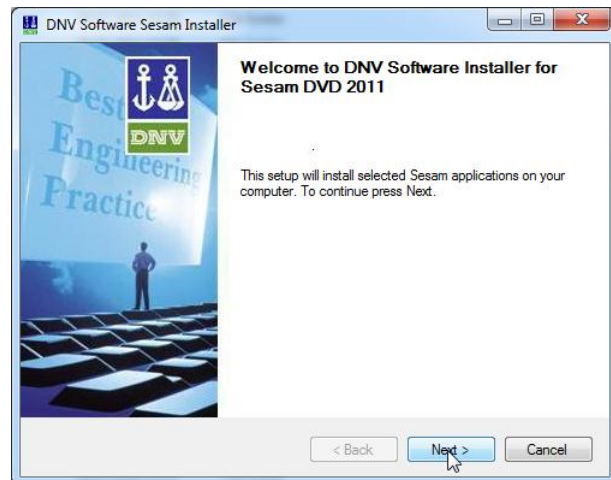 DNV Software Sesam Installer
Best
Engineering
Practice
DNV
Welcome to DNV Software Installer for
Sesam DVD 2011
.
This setup will install selected Sesam applications on your
computer. To continue press Next.
< Back
Next >
Cancel